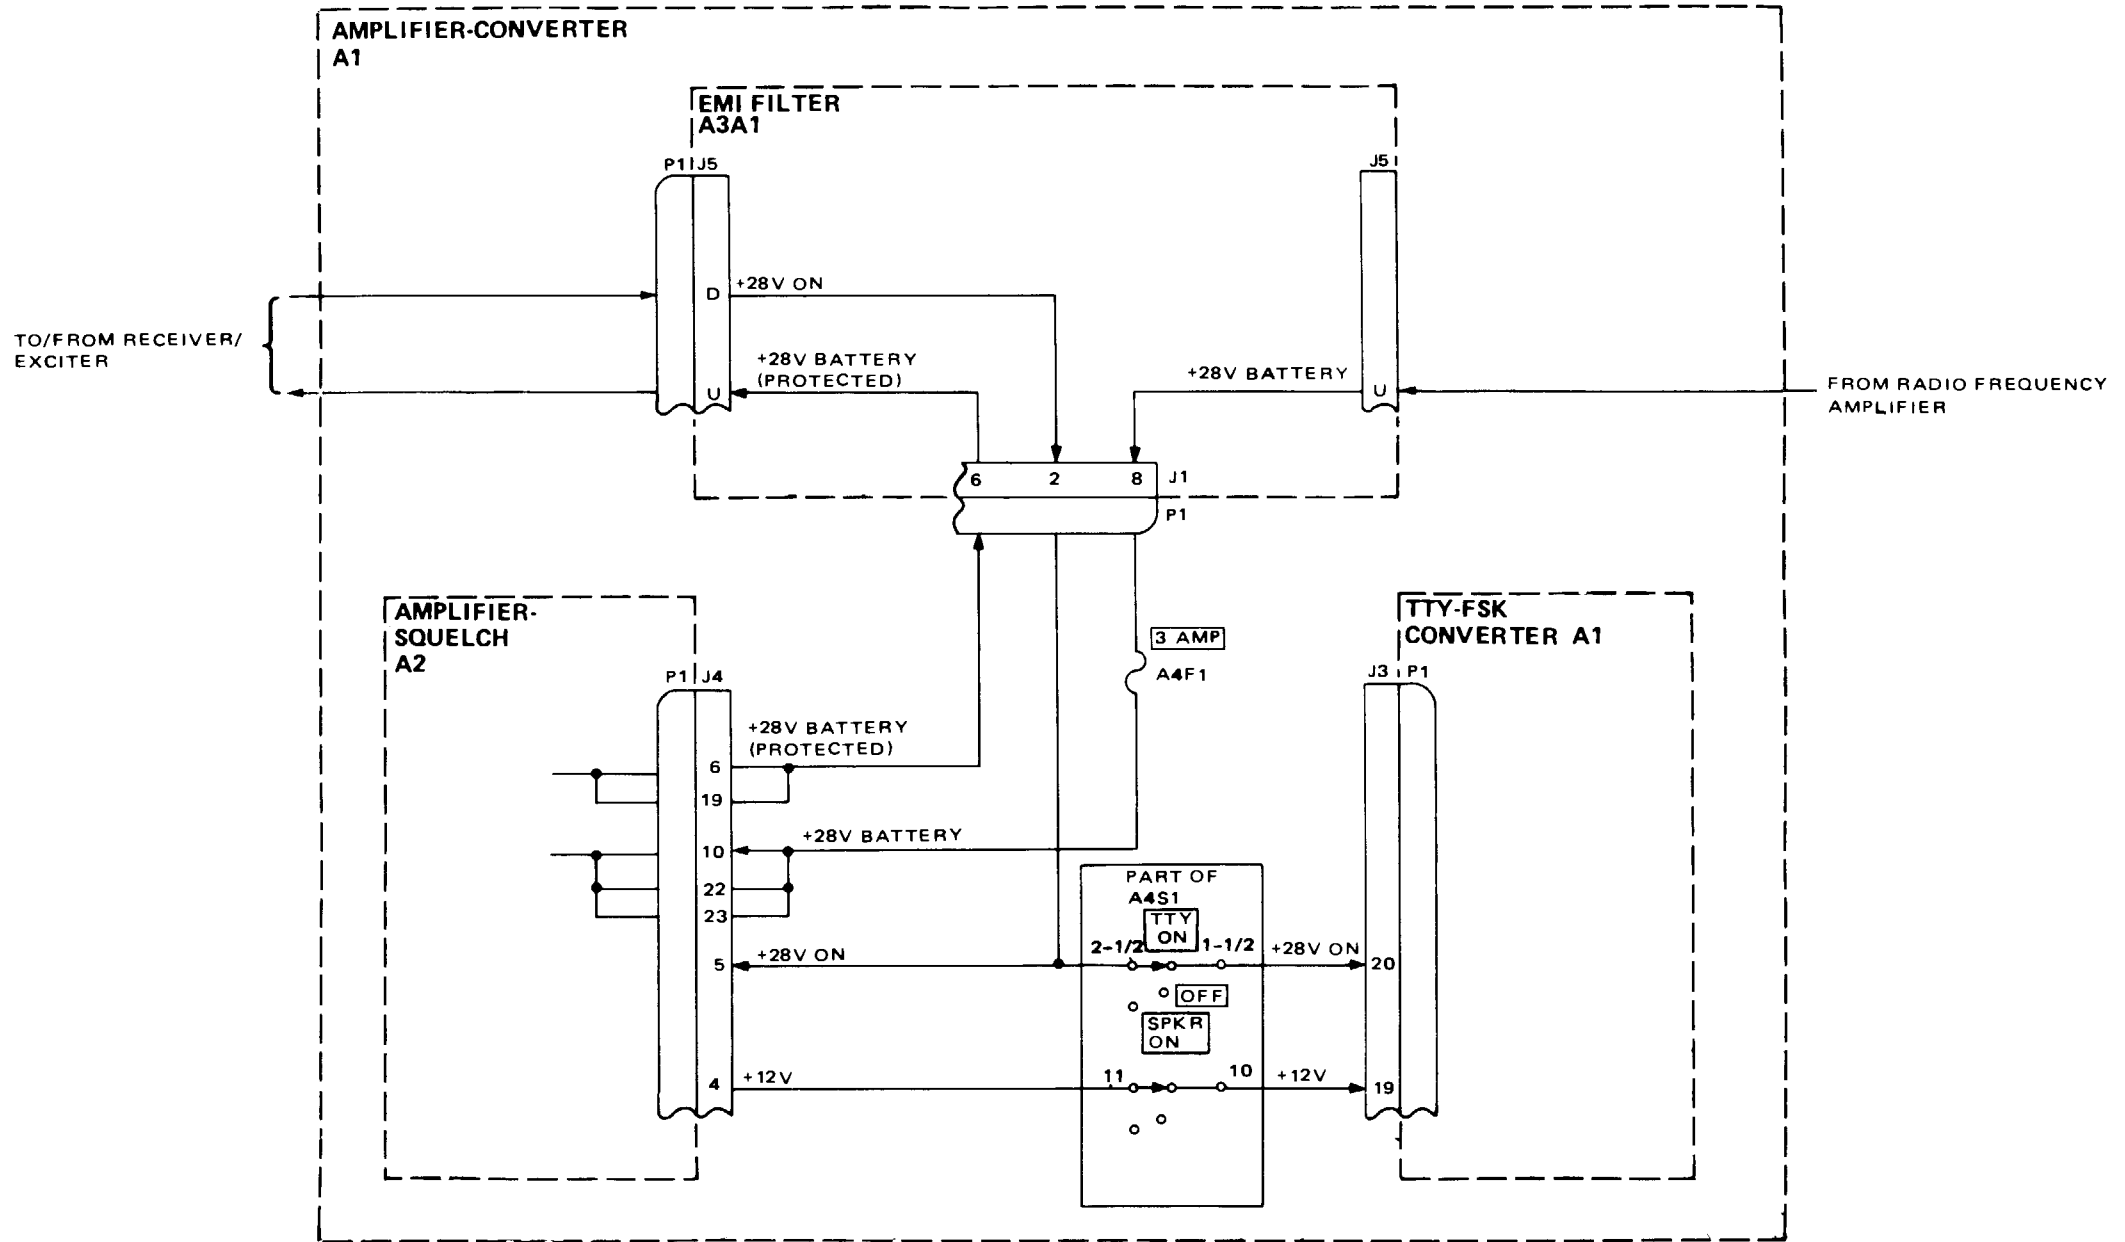 AMPLIFIER-CONVERTER
A1
EMI FILTER
A3A1
P1 J5
J5
D
+28V ON
+28V BATTERY
(PROTECTED)
U
+28V BATTERY
U
TO/FROM RECEIVER/
EXCITER
FROM RADIO FREQUENCY
AMPLIFIER
6 2 8 J1
P1
AMPLIFIER-
SQUELCH
A2
P1 J4
3 AMP
A4F1
TTY-FSK
CONVERTER A1
J3 P1
+28V BATTERY
(PROTECTED)
6
19
+28V BATTERY
10
22
23
5
+28V ON
4
+12V
PART OF
A4S1
TTY
ON
2-1/2
1-1/2
OFF
SPKR
ON
11
10
+28V ON
20
+12V
19